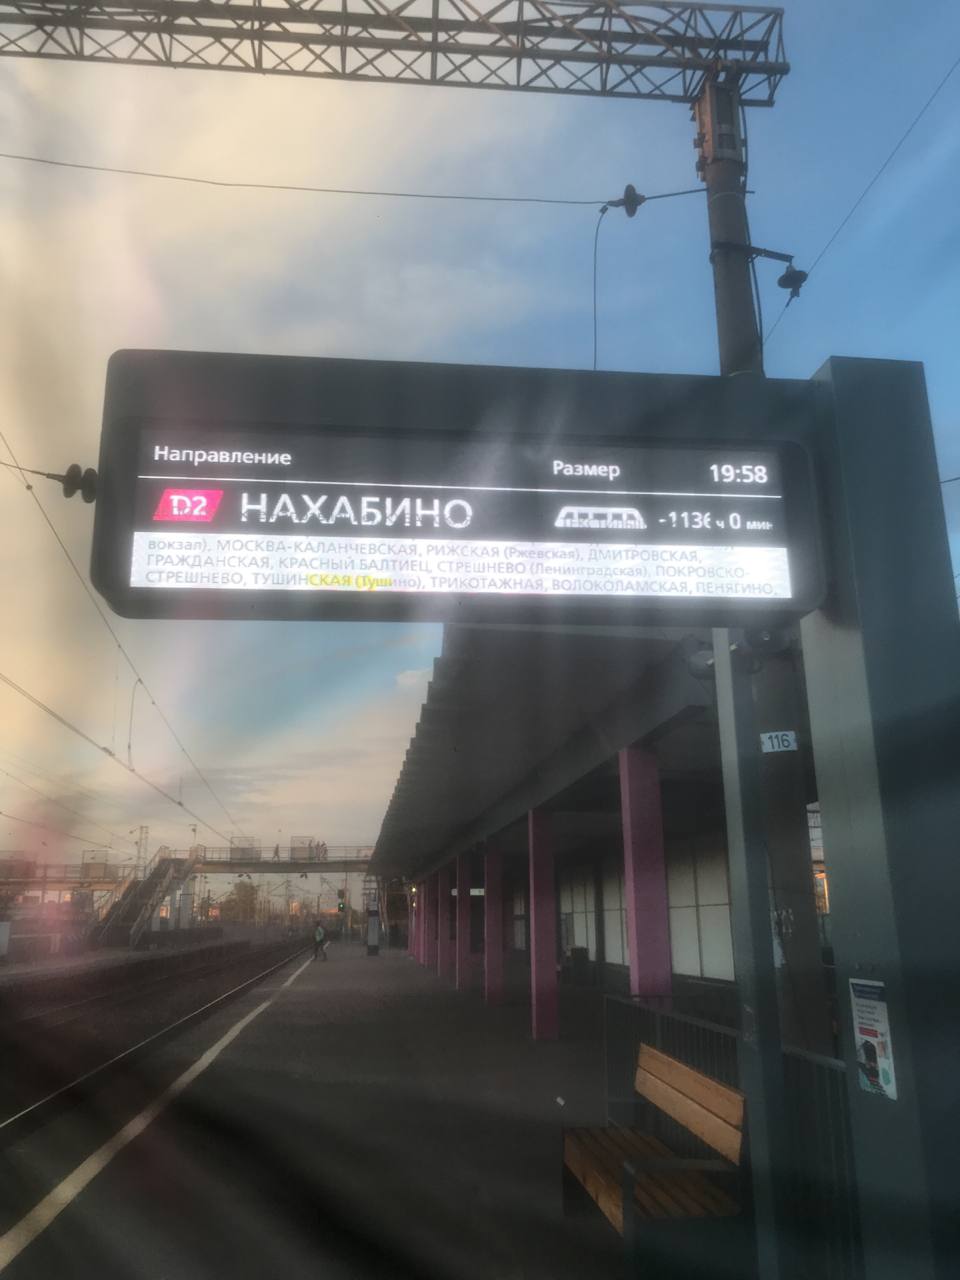 Направление
Размер
19:58
D2 НАХАБИНО
ч 0 мин
вокзал), МОСКВА-КАЛАНЧЕВСКАЯ, РИЖСКАЯ (Ржевская), ДМИТРОВСКАЯ,
ГРАЖДАНСКАЯ, КРАСНЫЙ БАЛТИЕЦ, СТРЕШНЕВО (Ленинградская), ПОКРОВСКО-
СТРЕШНЕВО, ТУШИНСКАЯ (Тушино), ТРИКОТАЖНАЯ, ВОЛОКОЛАМСКАЯ, ПЕНЯГИНО,
116